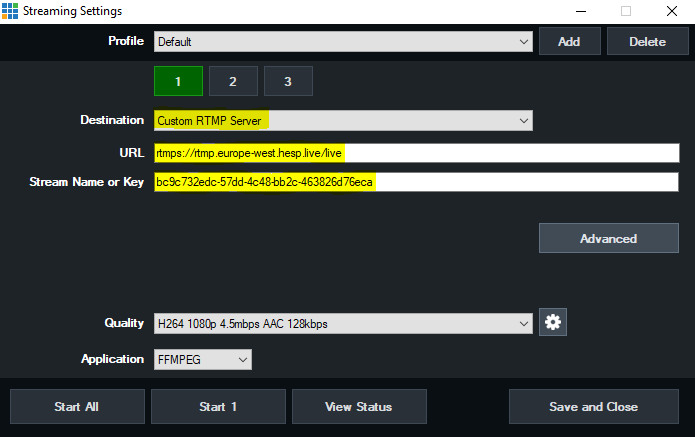 Streaming Settings
Profile Default Add Delete
1 2 3
Destination Custom RTMP Server
URL rtmps://rtmp.europe-west.hesp.live/live
Stream Name or Key bc9c732edc-57dd-4c48-bb2c-463826d76eca
Advanced
Quality H264 1080p 4.5mbps AAC 128kbps
Application FFMPEG
Start All Start 1 View Status Save and Close